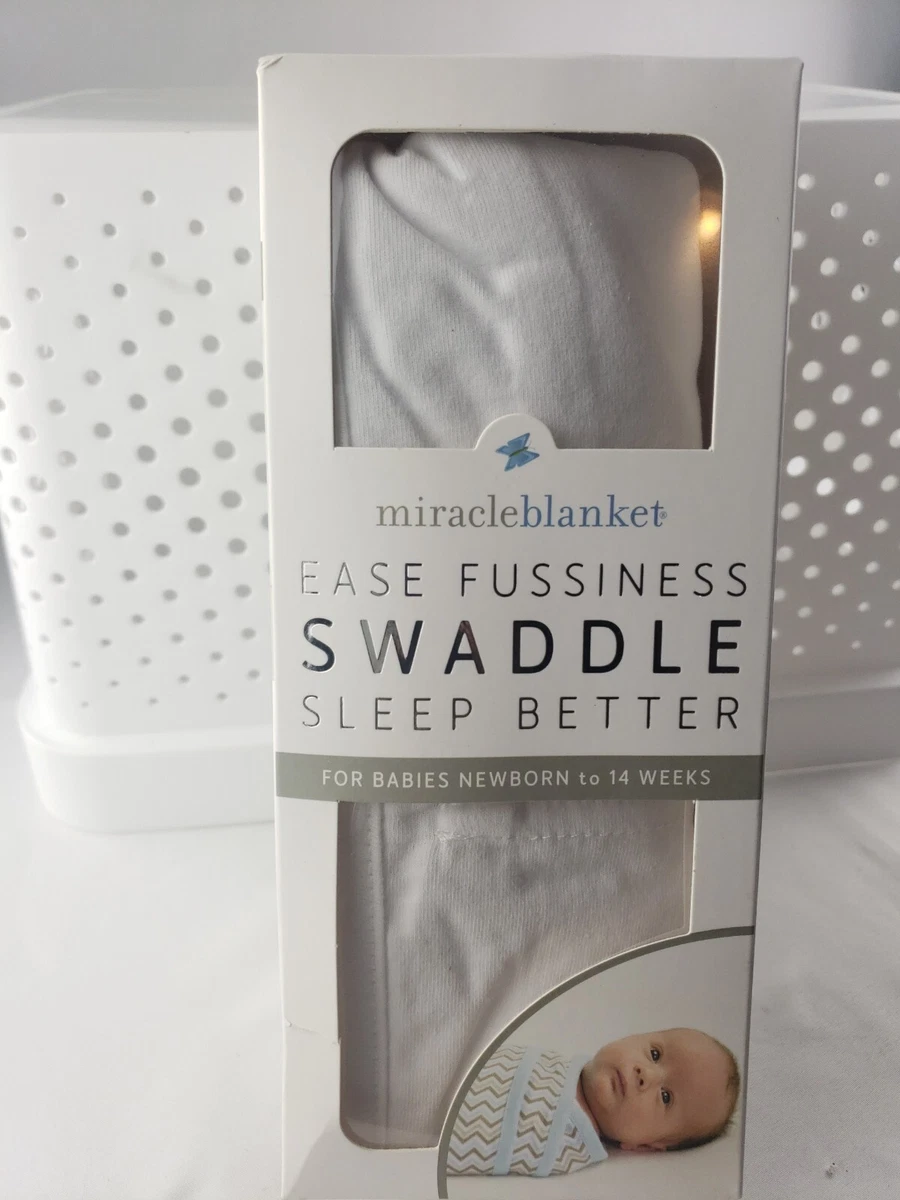 miracleblanket®
EASE FUSSINESS
SWADDLE
SLEEP BETTER
FOR BABIES NEWBORN to 14 WEEKS